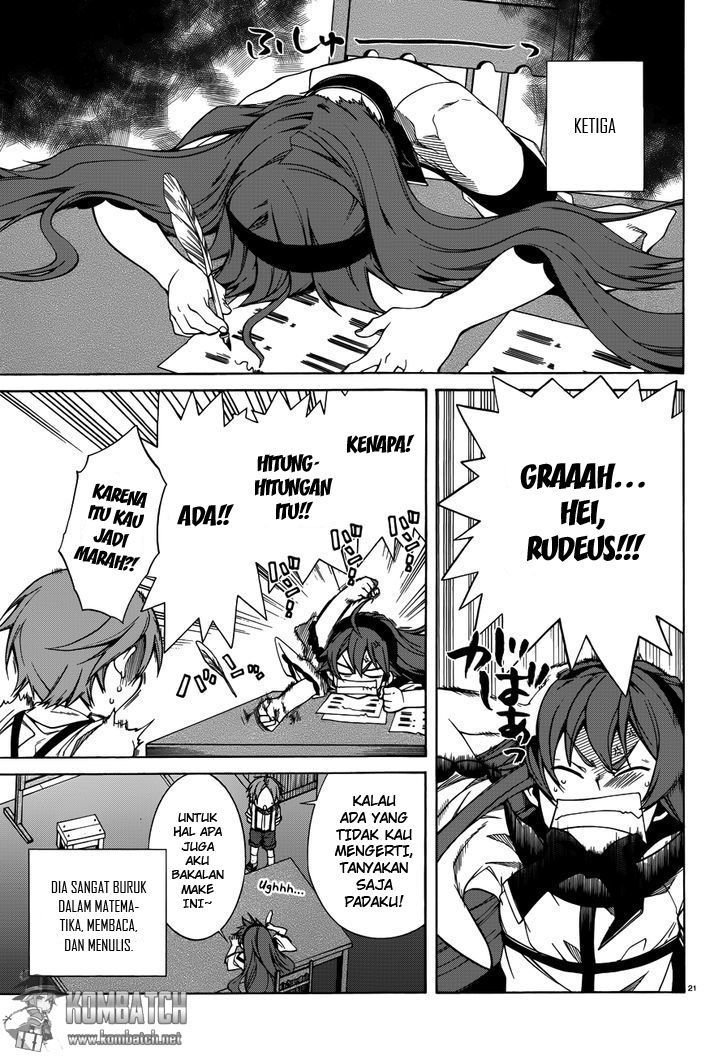 ふしゅーっ
KETIGA
GRAAAH...
HEI,
RUDEUS!!!
がばあっ
KENAPA!
HITUNG-
HITUNGAN
ITU!!
ADA!!
KARENA
ITU KAU
JADI
MARAH?!
KALAU
ADA YANG
TIDAK KAU
MENGERTI,
TANYAKAN
SAJA
PADAKU!
UNTUK
HAL APA
JUGA
AKU
BAKALAN
MAKE
INI~
Ughhh...
DIA SANGAT BURUK
DALAM MATEMA-
TIKA, MEMBACA,
DAN MENULIS.
21
KOMBATCH
www.kombatch.net